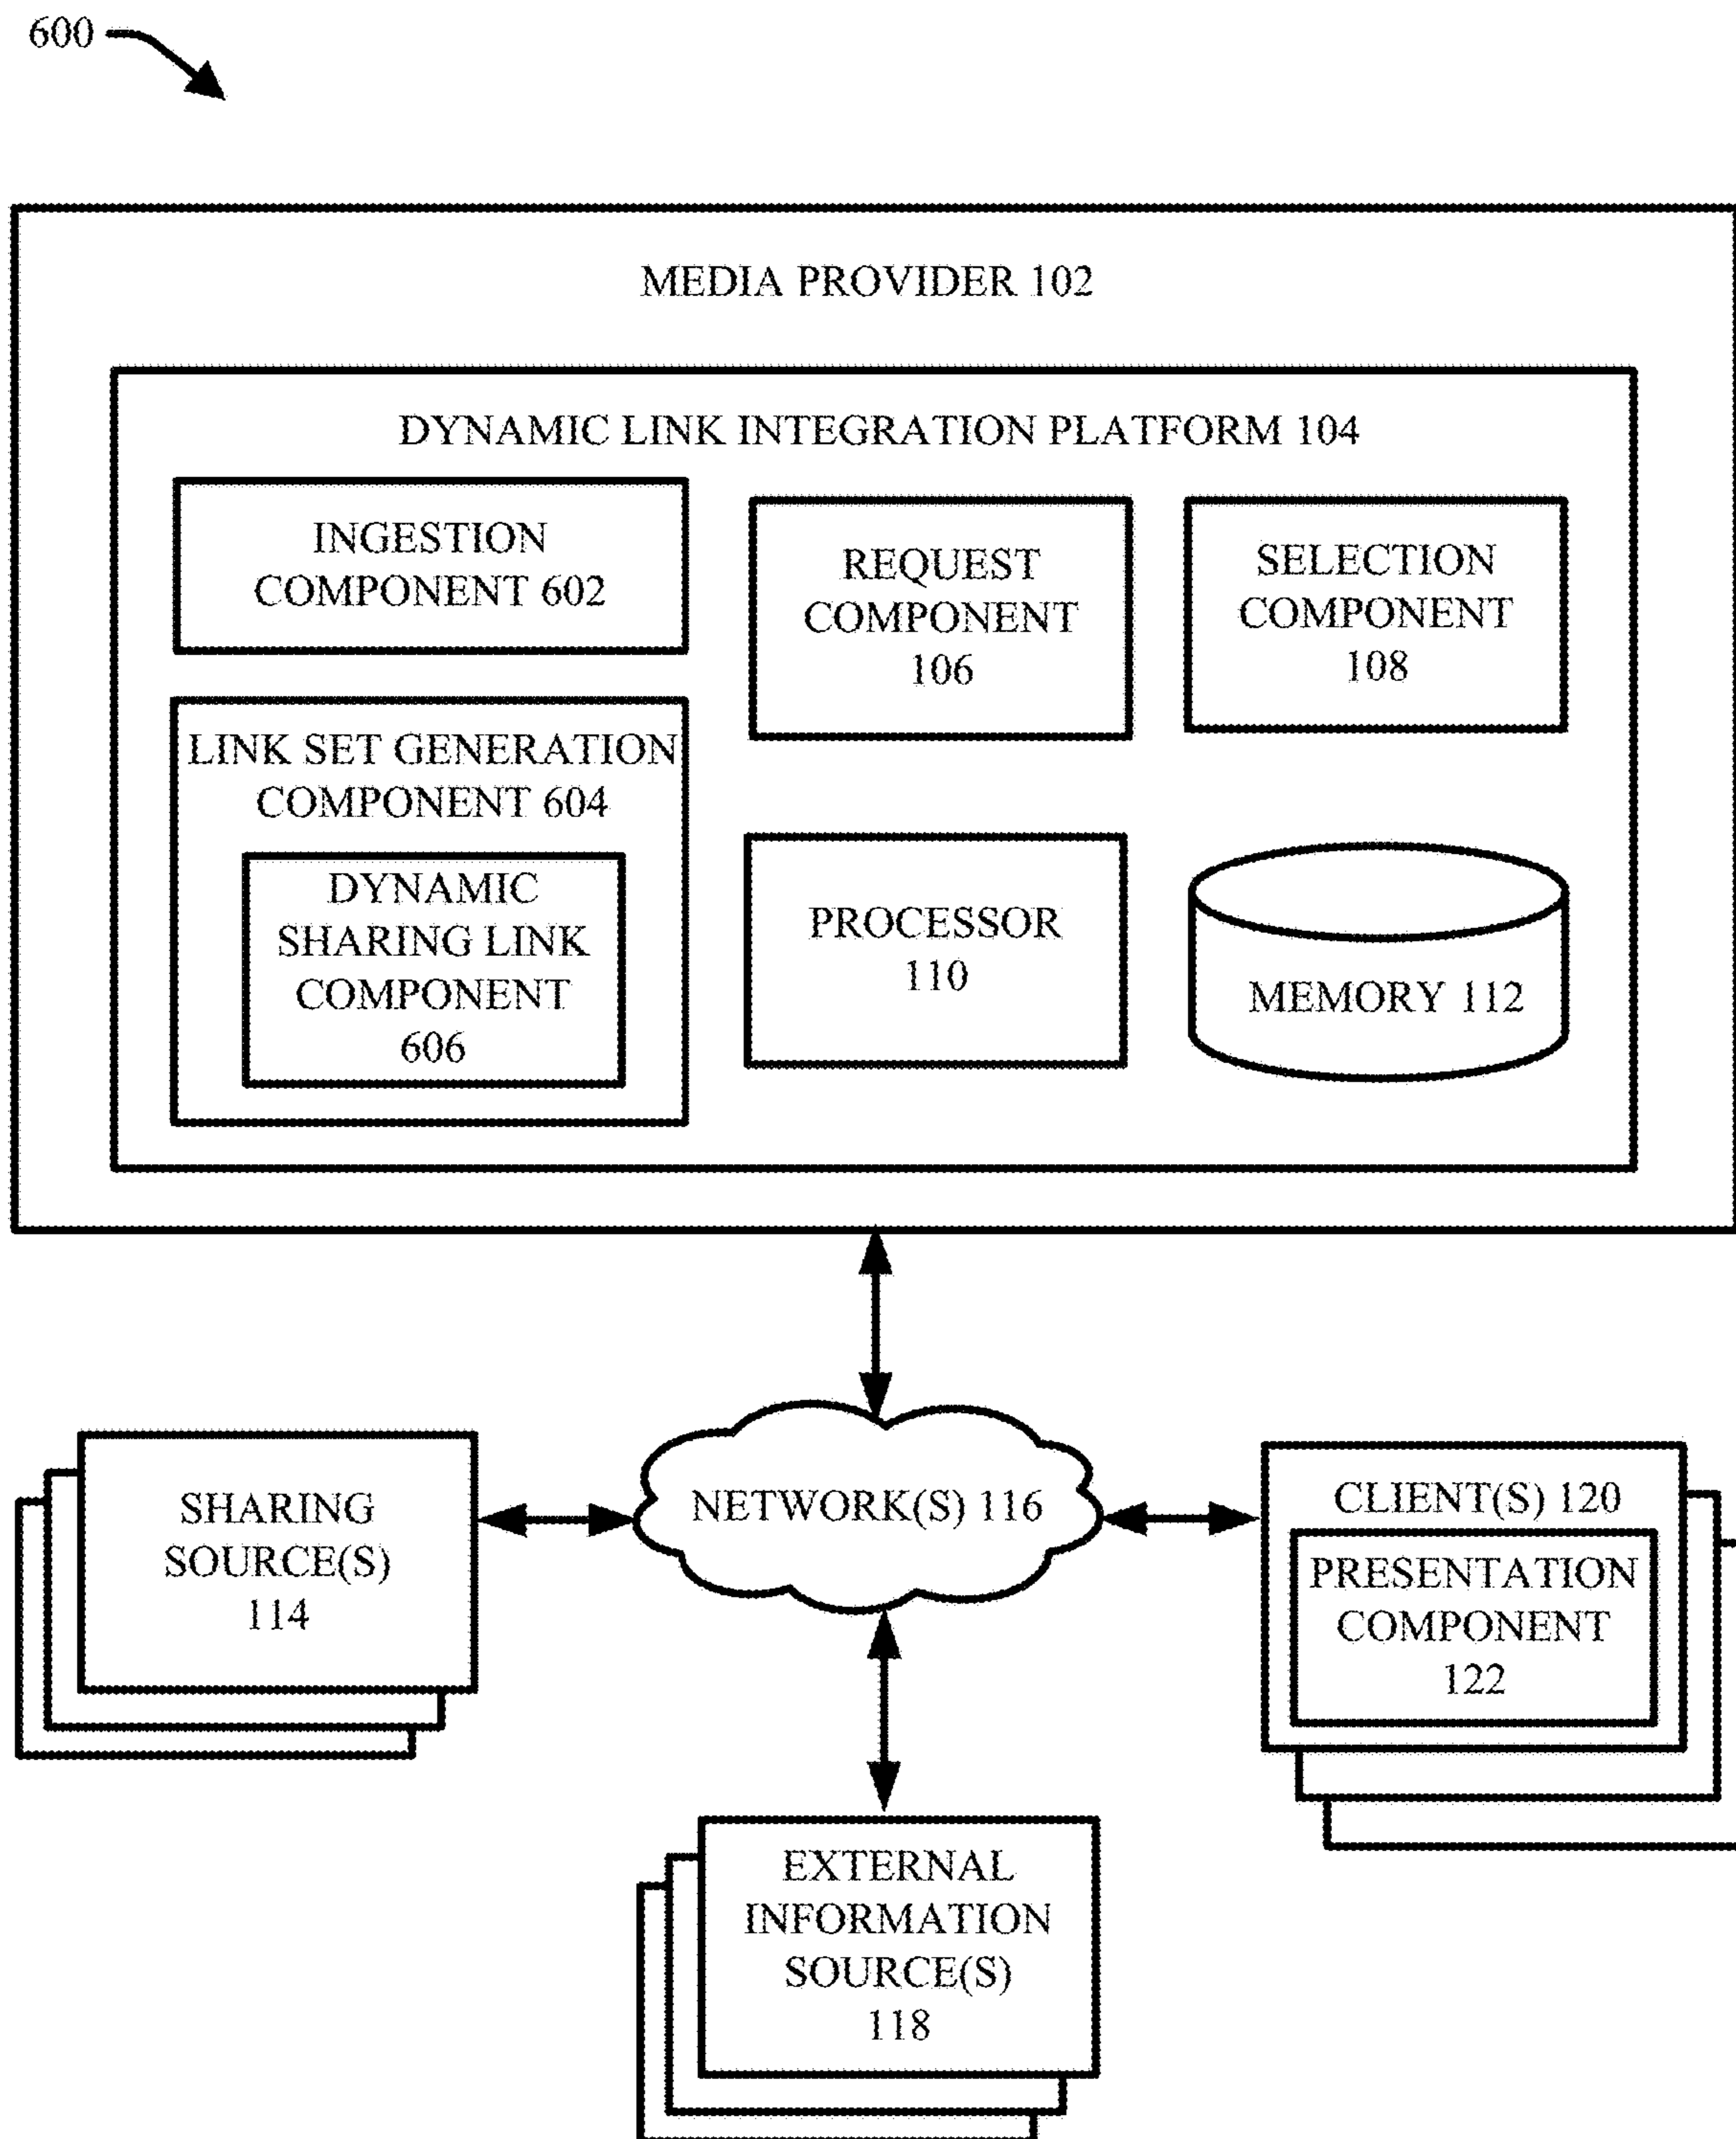 600
MEDIA PROVIDER 102
DYNAMIC LINK INTEGRATION PLATFORM 104
INGESTION
COMPONENT 602
REQUEST
COMPONENT
106
SELECTION
COMPONENT
108
LINK SET GENERATION
COMPONENT 604
DYNAMIC
SHARING LINK
COMPONENT
606
PROCESSOR
110
MEMORY 112
SHARING
SOURCE(S)
114
NETWORK(S) 116
CLIENT(S) 120
PRESENTATION
COMPONENT
122
EXTERNAL
INFORMATION
SOURCE(S)
118